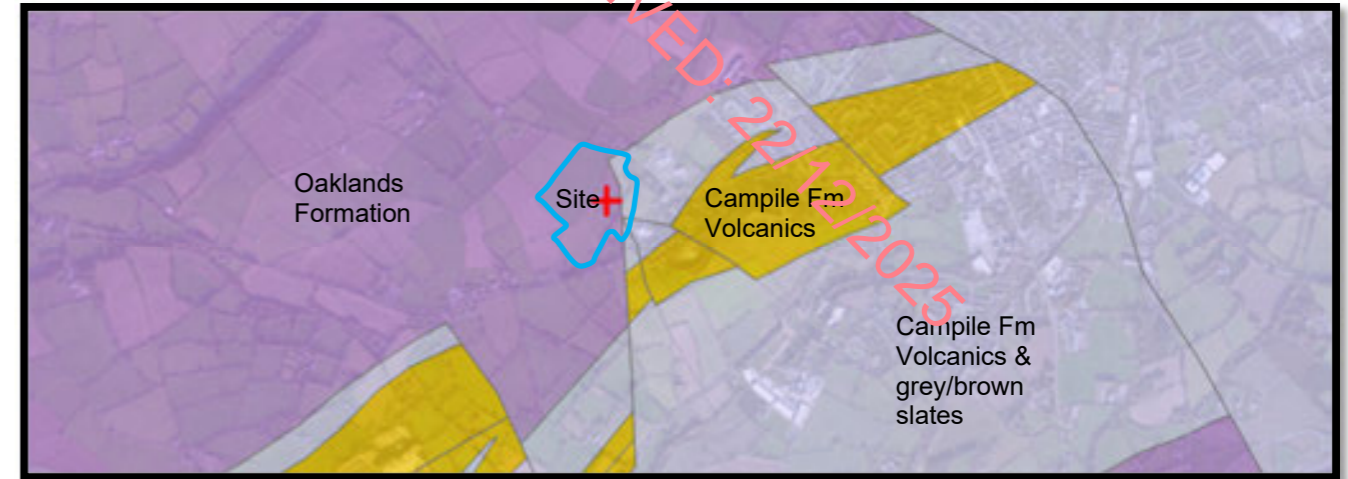 VED: 22/12/2025
Oaklands
Formation
Site
Campile Fm
Volcanics
Campile Fm
Volcanics &
grey/brown
slates